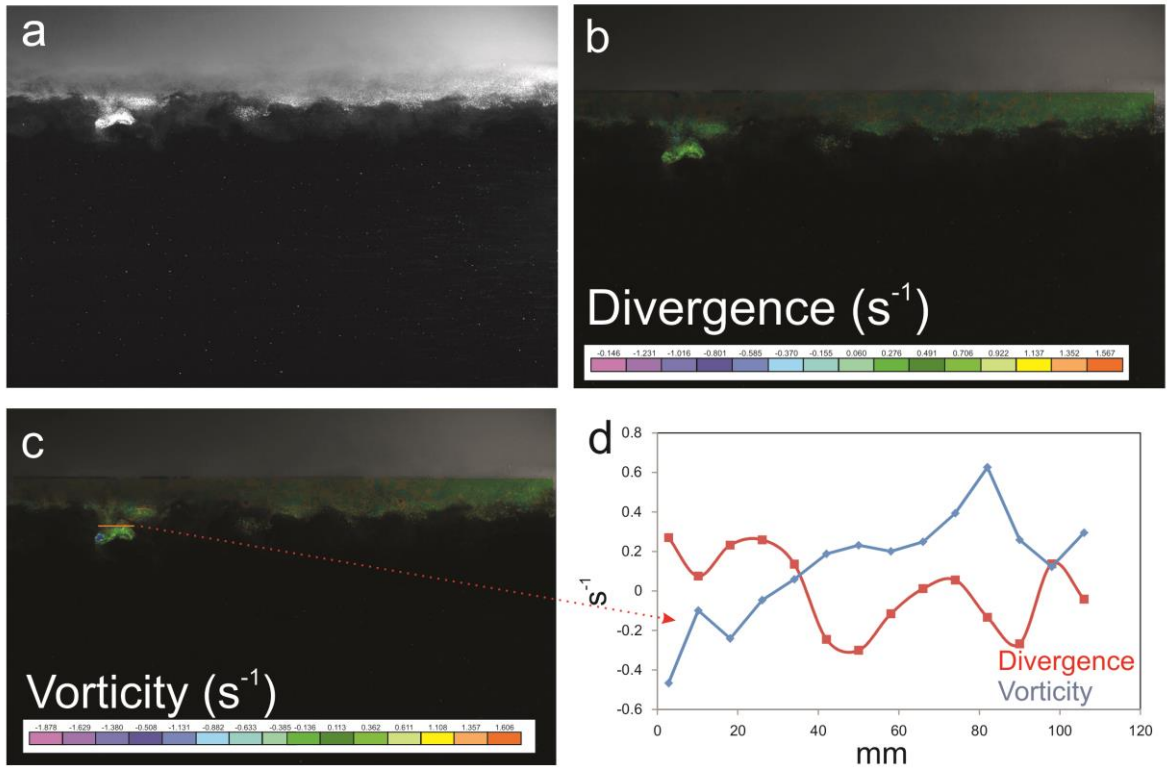 a
b
Divergence (s⁻¹)
-0.146 -1.231 -1.016 -0.801 -0.585 -0.370 -0.155 0.060 0.276 0.491 0.706 0.922 1.137 1.352 1.567
c
Vorticity (s⁻¹)
-1.878 -1.629 -1.380 -0.508 -1.131 -0.882 -0.633 -0.385 -0.136 0.113 0.362 0.611 1.108 1.357 1.606
d
0.8
0.6
0.4
0.2
0
-0.2
-0.4
-0.6
s⁻¹
0 20 40 60 80 100 120
mm
Divergence
Vorticity